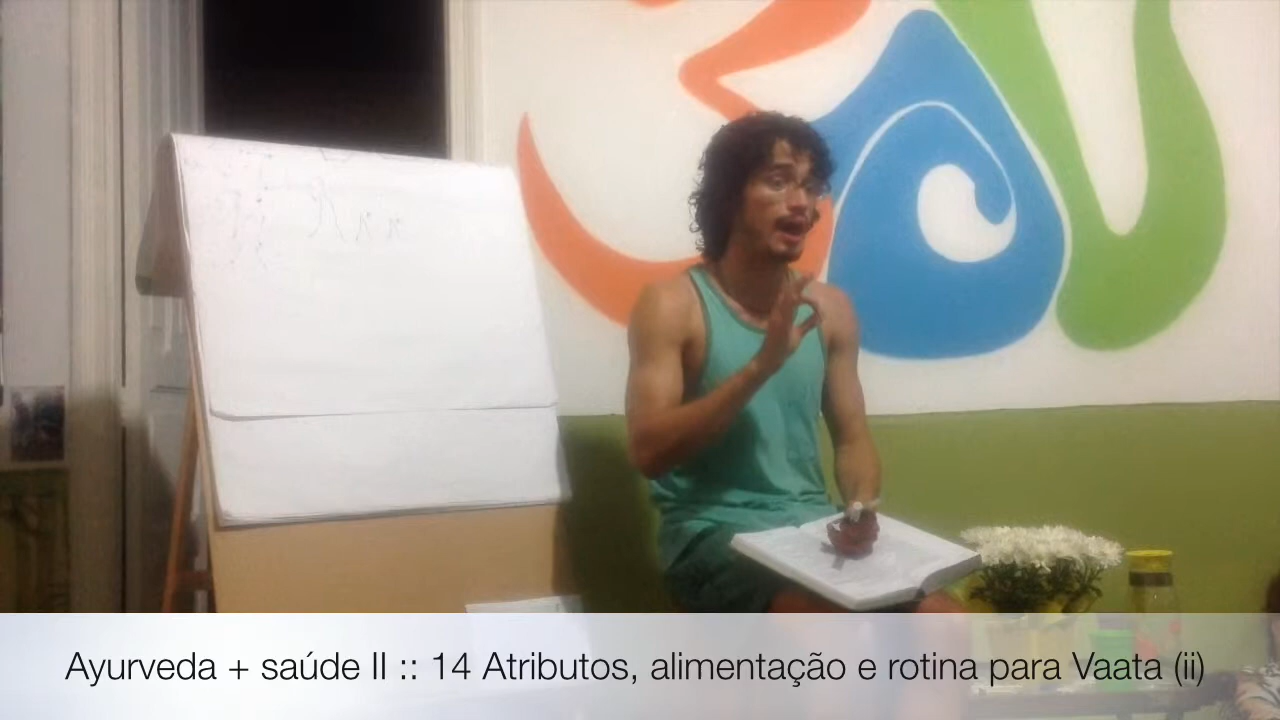 Ayurveda + saúde II :: 14 Atributos, alimentação e rotina para Vaata (ii)